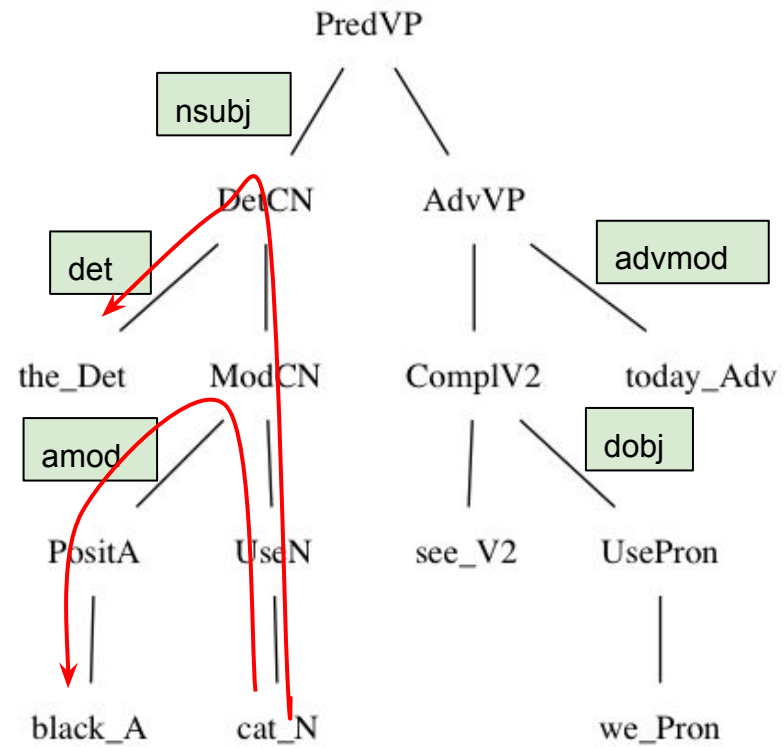 PredVP
nsubj
DetCN AdvVP
det advmod
the_Det ModCN ComplV2 today_Adv
amod dobj
PositA UseN see_V2 UsePron
black_A cat_N we_Pron